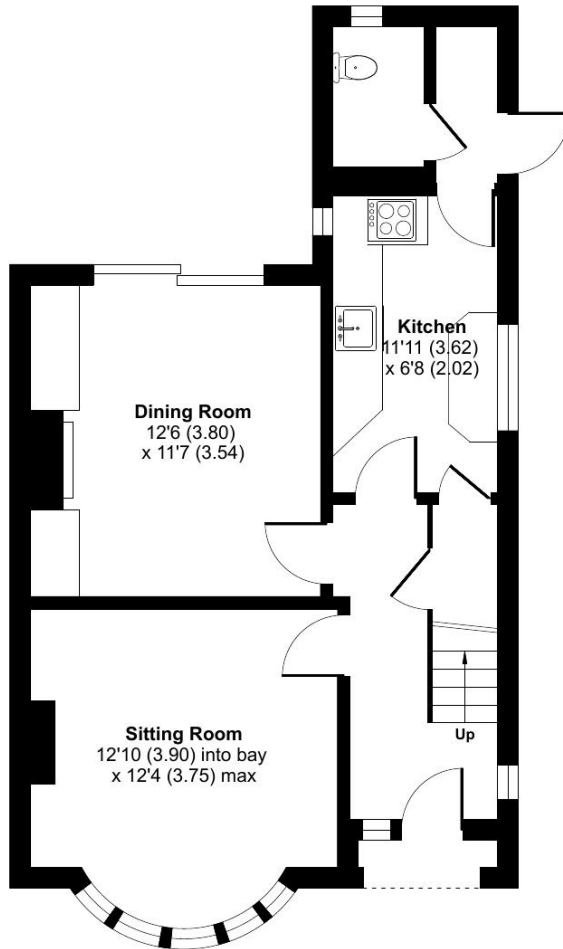 Kitchen
11'11 (3.62)
x 6'8 (2.02)
Dining Room
12'6 (3.80)
x 11'7 (3.54)
Sitting Room
12'10 (3.90) into bay
x 12'4 (3.75) max
Up